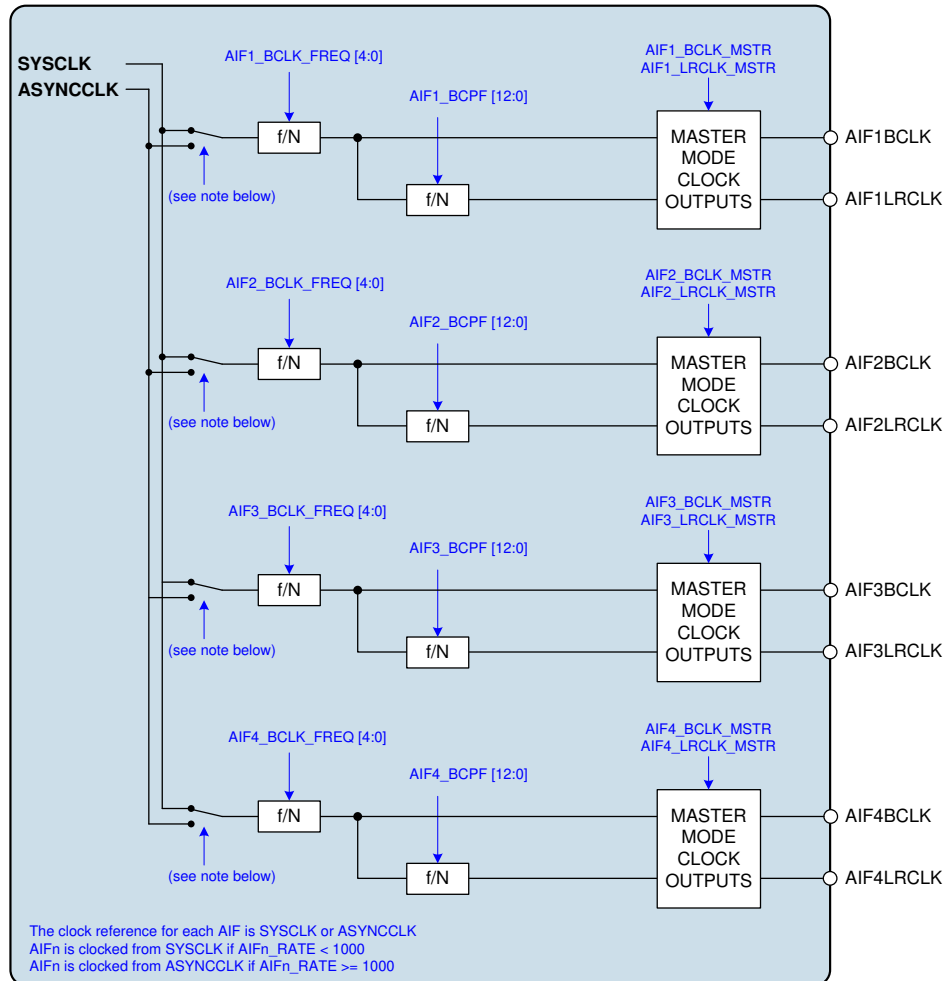 SYSCLK
ASYNCCLK
AIF1_BCLK_FREQ [4:0]
AIF1_BCPF [12:0]
AIF1_BCLK_MSTR
AIF1_LRCLK_MSTR
f/N
f/N
(see note below)
MASTER
MODE
CLOCK
OUTPUTS
AIF1BCLK
AIF1LRCLK
AIF2_BCLK_FREQ [4:0]
AIF2_BCPF [12:0]
AIF2_BCLK_MSTR
AIF2_LRCLK_MSTR
f/N
f/N
(see note below)
MASTER
MODE
CLOCK
OUTPUTS
AIF2BCLK
AIF2LRCLK
AIF3_BCLK_FREQ [4:0]
AIF3_BCPF [12:0]
AIF3_BCLK_MSTR
AIF3_LRCLK_MSTR
f/N
f/N
(see note below)
MASTER
MODE
CLOCK
OUTPUTS
AIF3BCLK
AIF3LRCLK
AIF4_BCLK_FREQ [4:0]
AIF4_BCPF [12:0]
AIF4_BCLK_MSTR
AIF4_LRCLK_MSTR
f/N
f/N
(see note below)
MASTER
MODE
CLOCK
OUTPUTS
AIF4BCLK
AIF4LRCLK
The clock reference for each AIF is SYSCLK or ASYNCCLK
AIFn is clocked from SYSCLK if AIFn_RATE < 1000
AIFn is clocked from ASYNCCLK if AIFn_RATE >= 1000